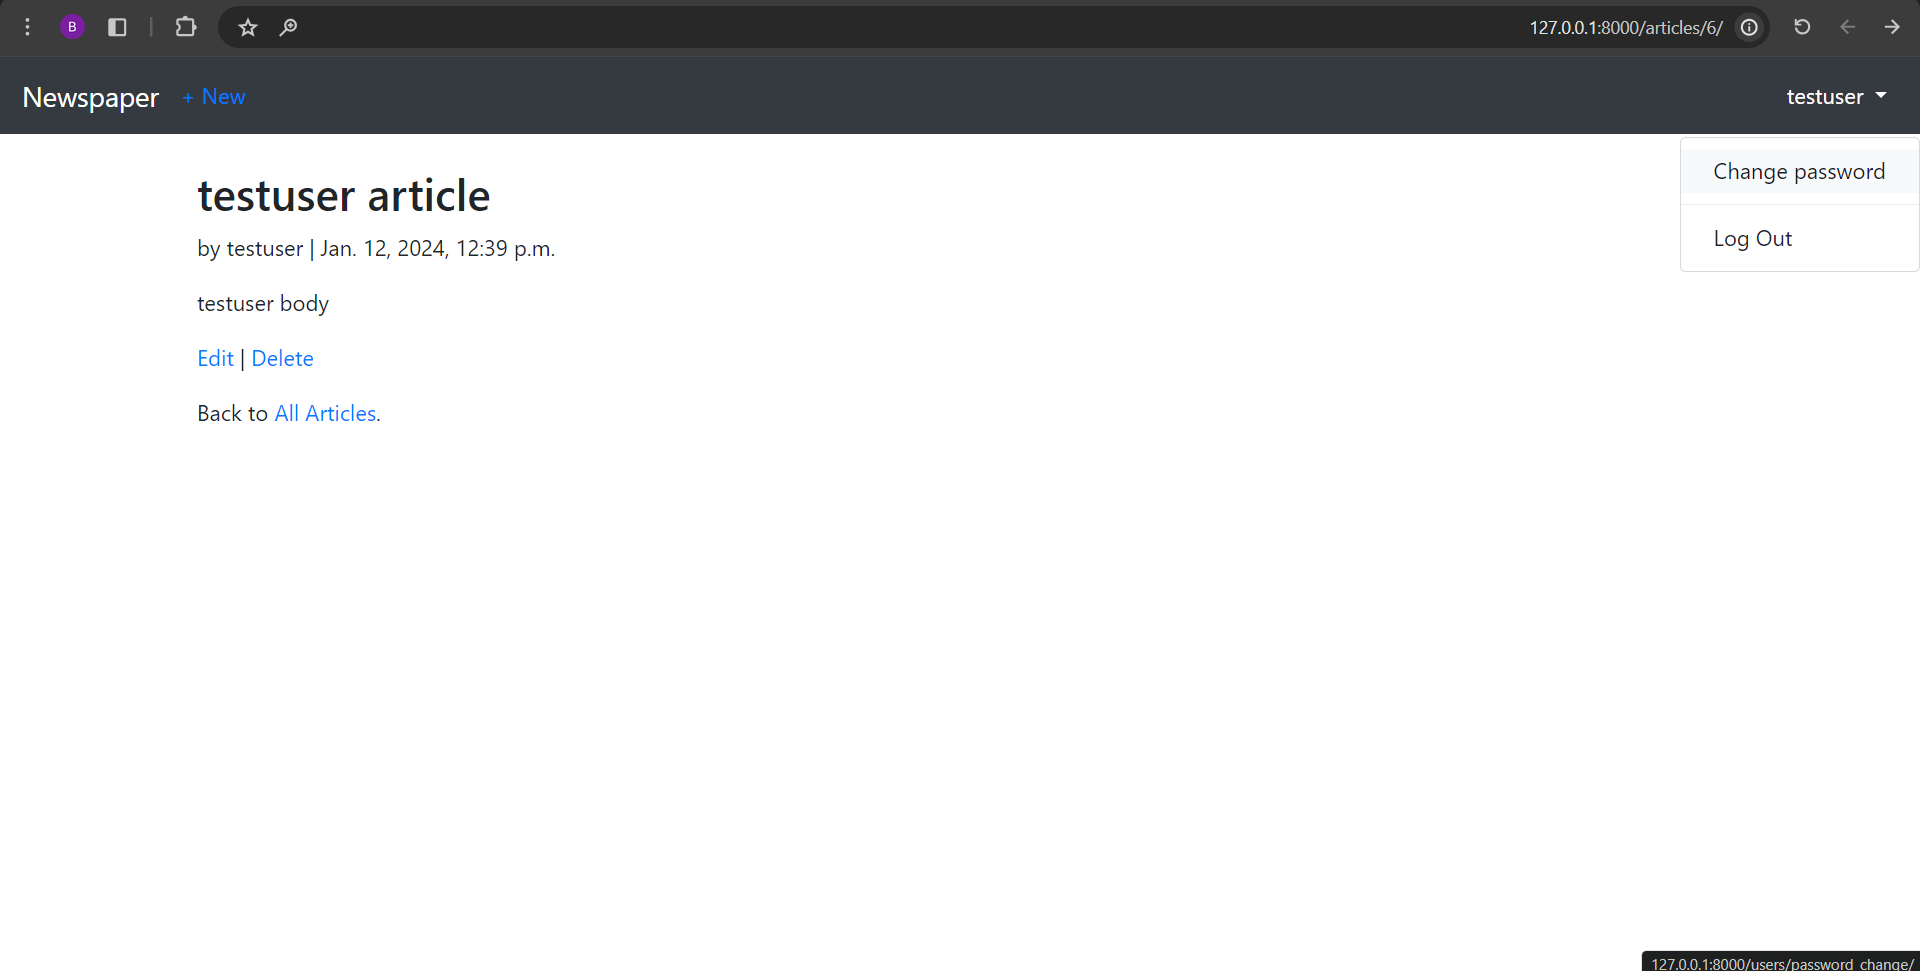 B
127.0.0.1:8000/articles/6/
Newspaper + New
testuser
Change password
Log Out
testuser article
by testuser | Jan. 12, 2024, 12:39 p.m.
testuser body
Edit | Delete
Back to All Articles.
127.0.0.1:8000/users/password_change/